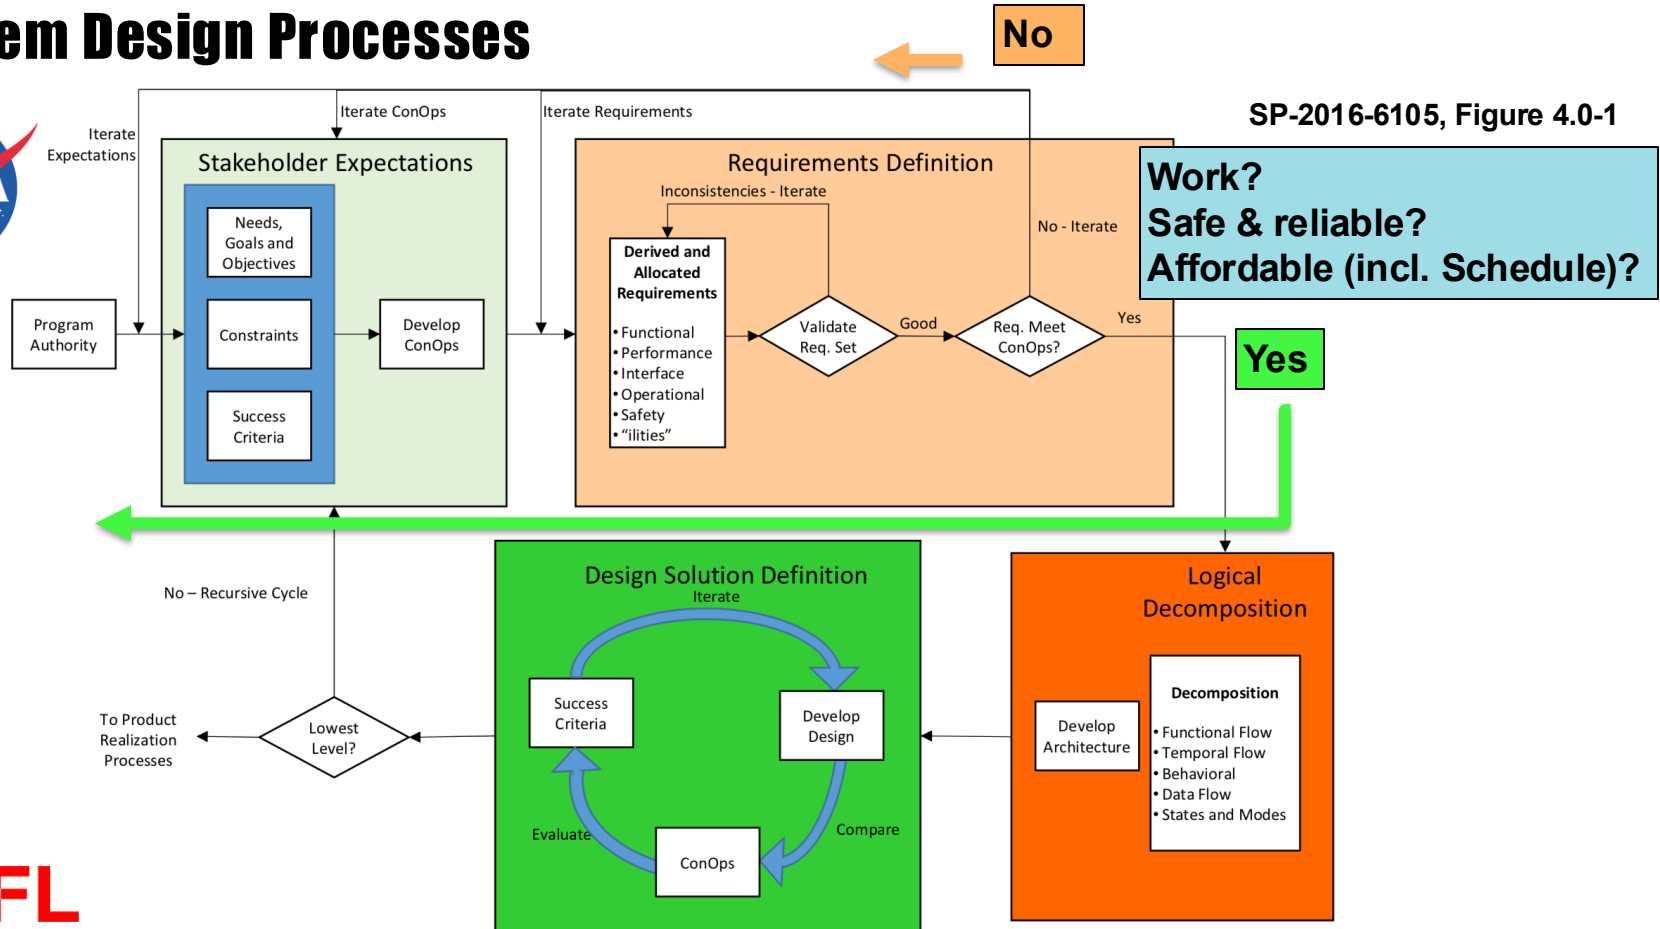 em Design Processes
No
SP-2016-6105, Figure 4.0-1
Iterate
Expectations
Iterate ConOps
Iterate Requirements
Stakeholder Expectations
Needs,
Goals and
Objectives
Constraints
Success
Criteria
Program
Authority
Develop
ConOps
Requirements Definition
Inconsistencies - Iterate
Derived and
Allocated
Requirements
• Functional
• Performance
• Interface
• Operational
• Safety
• “ilities”
Validate
Req. Set
Good
Req. Meet
ConOps?
No - Iterate
Yes
Work?
Safe & reliable?
Affordable (incl. Schedule)?
Yes
No – Recursive Cycle
To Product
Realization
Processes
Lowest
Level?
Design Solution Definition
Iterate
Success
Criteria
Develop
Design
Evaluate
Compare
ConOps
Logical
Decomposition
Develop
Architecture
Decomposition
• Functional Flow
• Temporal Flow
• Behavioral
• Data Flow
• States and Modes
FL